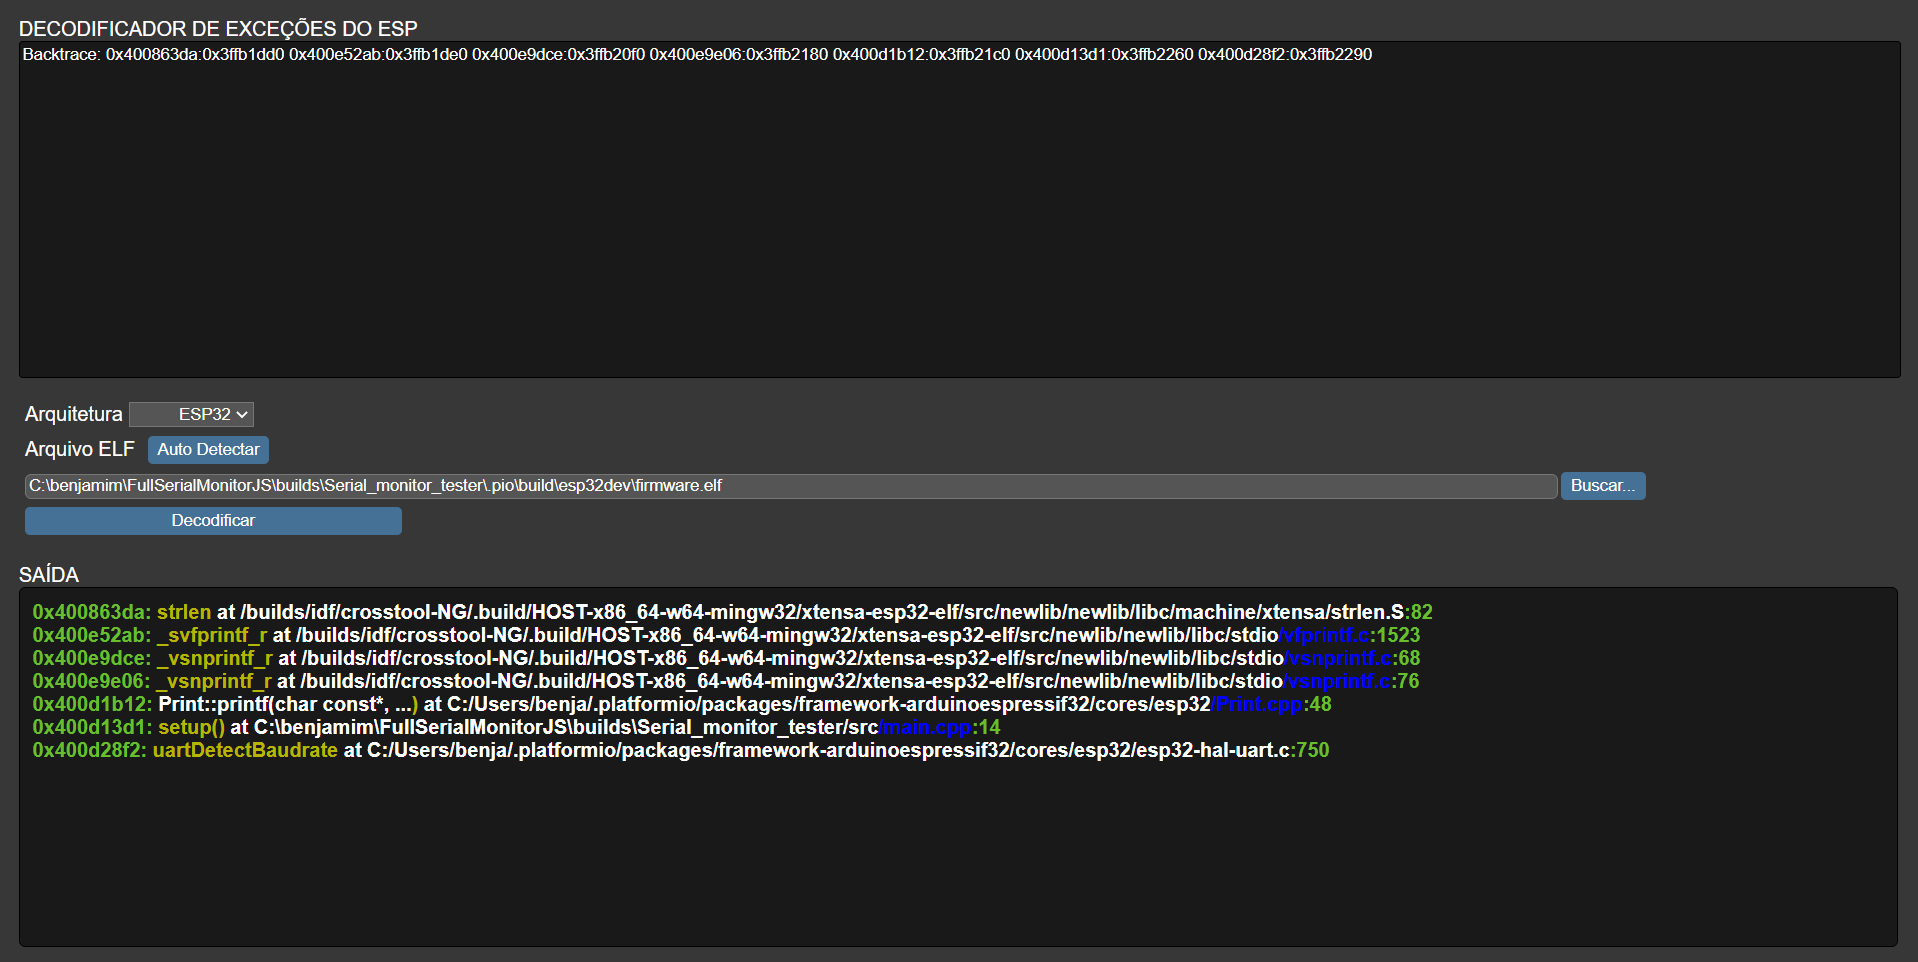 DECODIFICADOR DE EXCEÇÕES DO ESP
Backtrace: 0x400863da:0x3ffb1dd0 0x400e52ab:0x3ffb1de0 0x400e9dce:0x3ffb20f0 0x400e9e06:0x3ffb2180 0x400d1b12:0x3ffb21c0 0x400d13d1:0x3ffb2260 0x400d28f2:0x3ffb2290
Arquitetura ESP32
Arquivo ELF Auto Detectar
C:\benjamim\FullSerialMonitorJS\builds\Serial_monitor_tester\.pio\build\esp32dev\firmware.elf Buscar...
Decodificar
SAÍDA
0x400863da: strlen at /builds/idf/crosstool-NG/.build/HOST-x86_64-w64-mingw32/xtensa-esp32-elf/src/newlib/newlib/libc/machine/xtensa/strlen.S:82
0x400e52ab: _svfprintf_r at /builds/idf/crosstool-NG/.build/HOST-x86_64-w64-mingw32/xtensa-esp32-elf/src/newlib/newlib/libc/stdio/vfprintf.c:1523
0x400e9dce: _vsnprintf_r at /builds/idf/crosstool-NG/.build/HOST-x86_64-w64-mingw32/xtensa-esp32-elf/src/newlib/newlib/libc/stdio/vsnprintf.c:68
0x400e9e06: _vsnprintf_r at /builds/idf/crosstool-NG/.build/HOST-x86_64-w64-mingw32/xtensa-esp32-elf/src/newlib/newlib/libc/stdio/vsnprintf.c:76
0x400d1b12: Print::printf(char const*, ...) at C:/Users/benja/.platformio/packages/framework-arduinoespressif32/cores/esp32/Print.cpp:48
0x400d13d1: setup() at C:\benjamim\FullSerialMonitorJS\builds\Serial_monitor_tester/src/main.cpp:14
0x400d28f2: uartDetectBaudrate at C:/Users/benja/.platformio/packages/framework-arduinoespressif32/cores/esp32/esp32-hal-uart.c:750